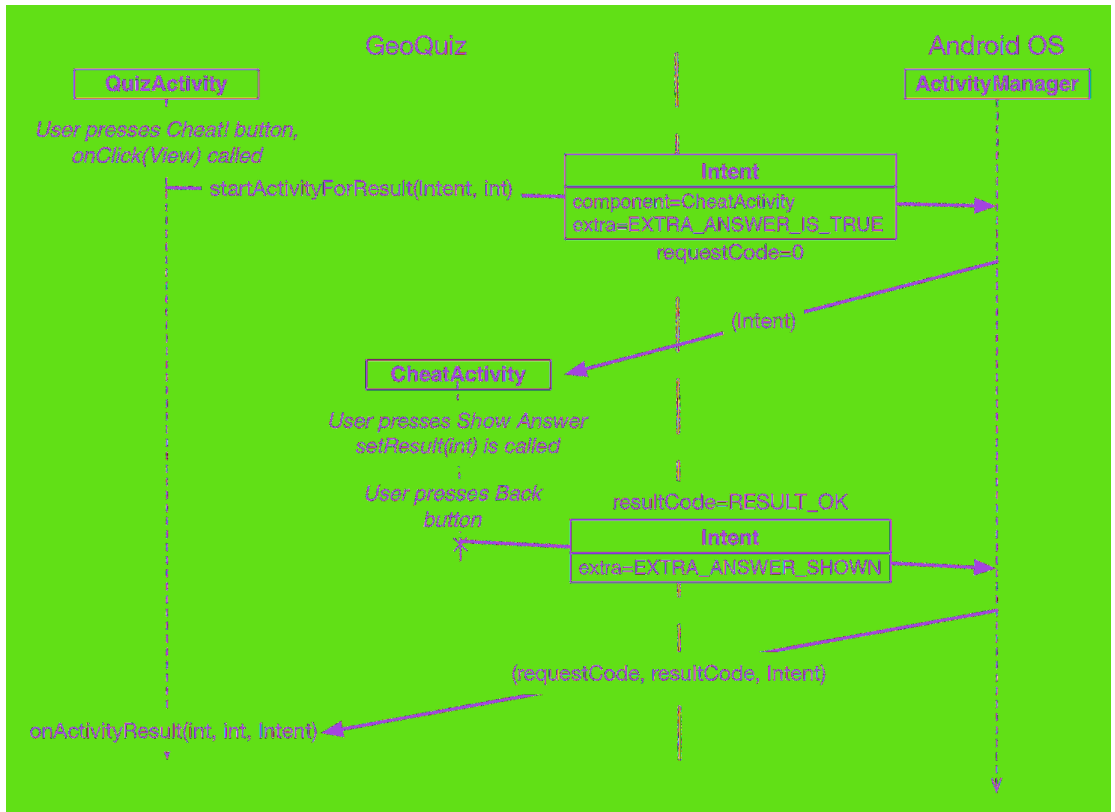 GeoQuiz
Android OS
QuizActivity
ActivityManager
User presses Cheat! button,
onClick(View) called
startActivityForResult(Intent, int)
Intent
component=CheatActivity
extra=EXTRA_ANSWER_IS_TRUE
requestCode=0
(Intent)
CheatActivity
User presses Show Answer
setResult(int) is called
User presses Back
button
resultCode=RESULT_OK
Intent
extra=EXTRA_ANSWER_SHOWN
(requestCode, resultCode, Intent)
onActivityResult(int, int, Intent)